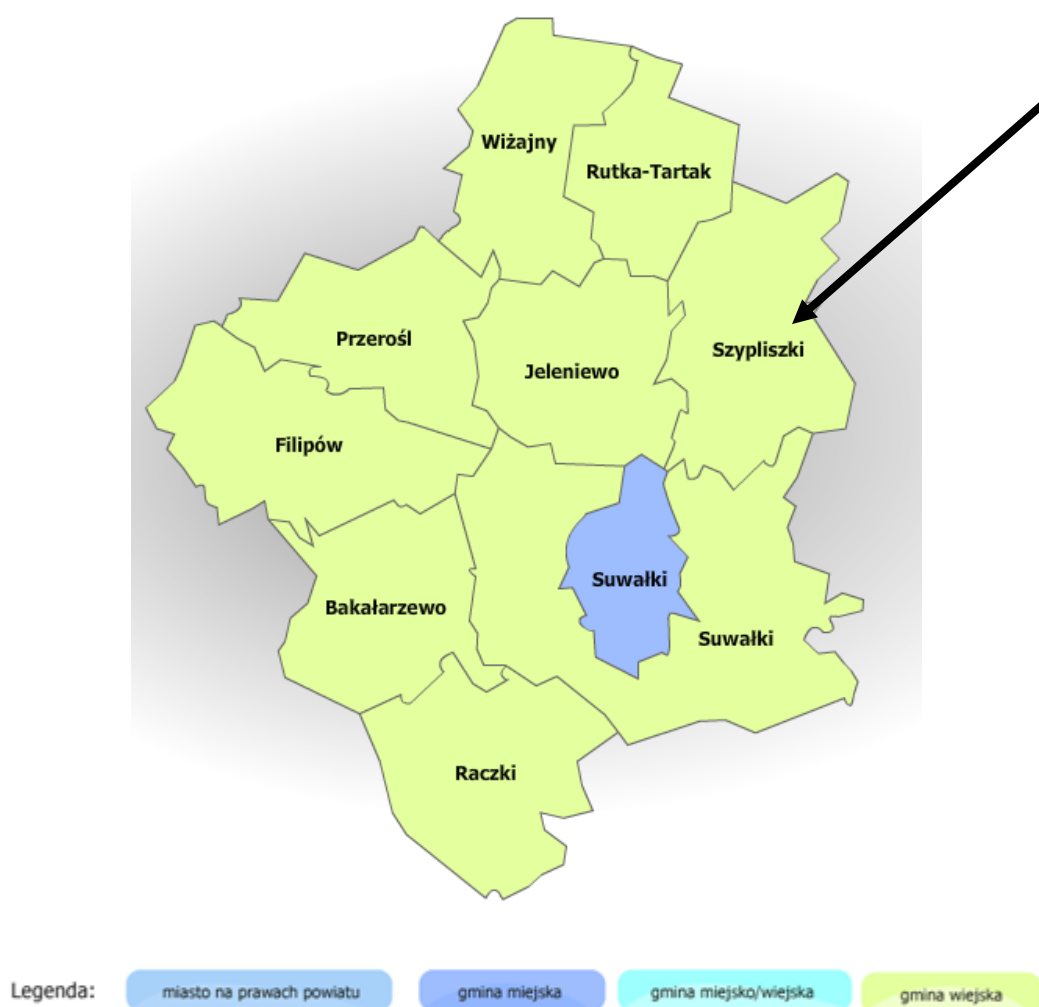 Wiżajny
Rutka-Tartak
Przerośl
Szypliszki
Jeleniewo
Filipów
Suwałki
Bakałarzewo
Suwałki
Raczki
Legenda: miasto na prawach powiatu gmina miejska gmina miejsko/wiejska gmina wiejska